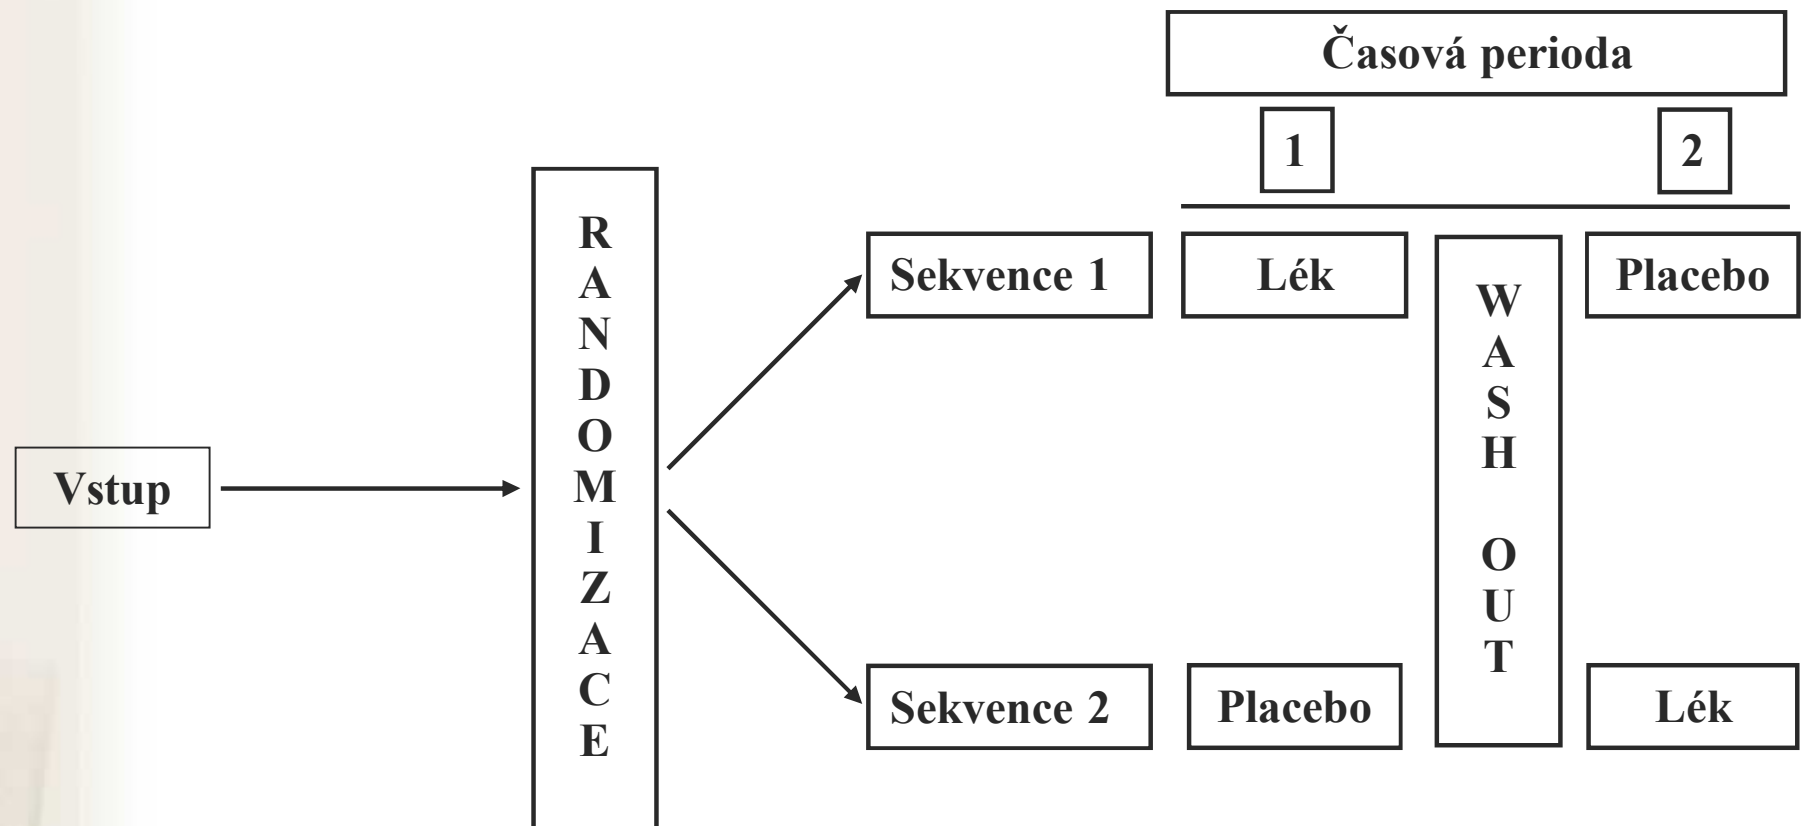 Časová perioda
1
2
RANDOMIZACE
Sekvence 1
Lék
WASH OUT
Placebo
Vstup
Sekvence 2
Placebo
Lék